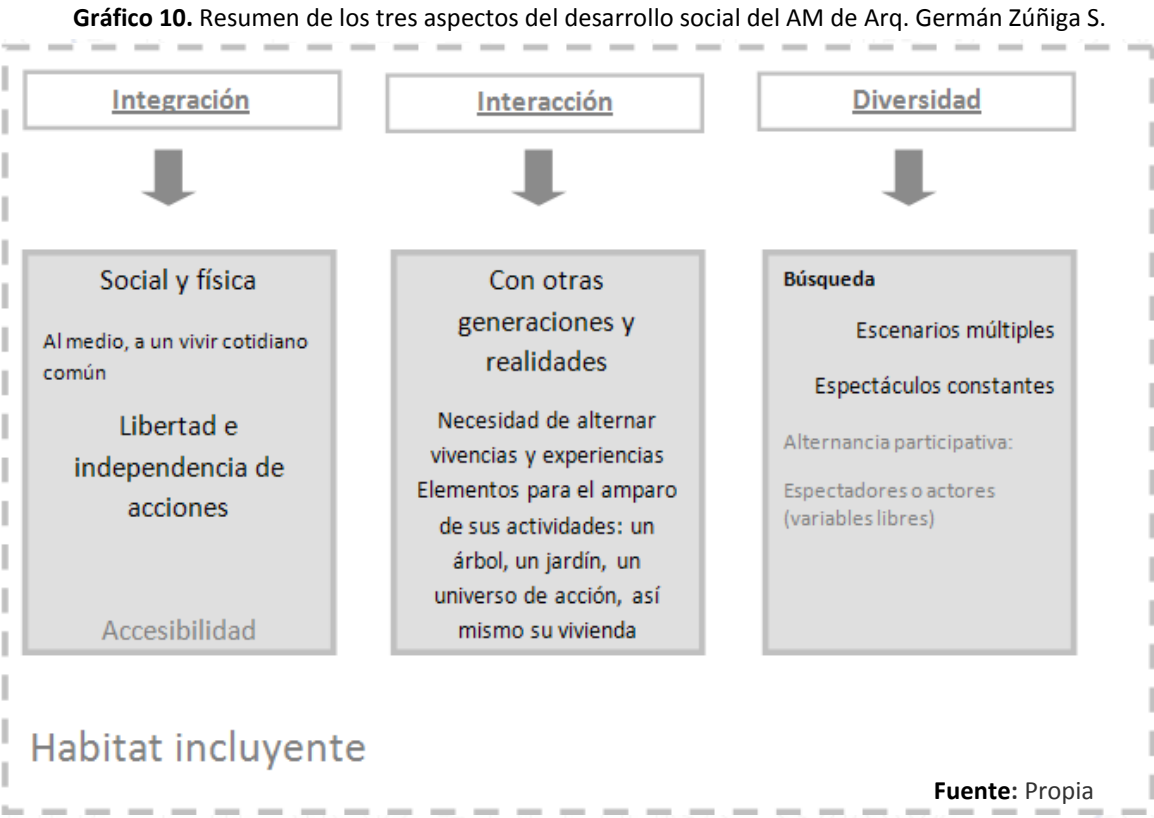 Gráfico 10. Resumen de los tres aspectos del desarrollo social del AM de Arq. Germán Zúñiga S.
Integración
Social y física
Al medio, a un vivir cotidiano
común
Libertad e
independencia de
acciones
Accesibilidad
Interacción
Con otras
generaciones y
realidades
Necesidad de alternar
vivencias y experiencias
Elementos para el amparo
de sus actividades: un
árbol, un jardín, un
universo de acción, así
mismo su vivienda
Diversidad
Búsqueda
Escenarios múltiples
Espectáculos constantes
Alternancia participativa:
Espectadores o actores
(variables libres)
Habitat incluyente
Fuente: Propia